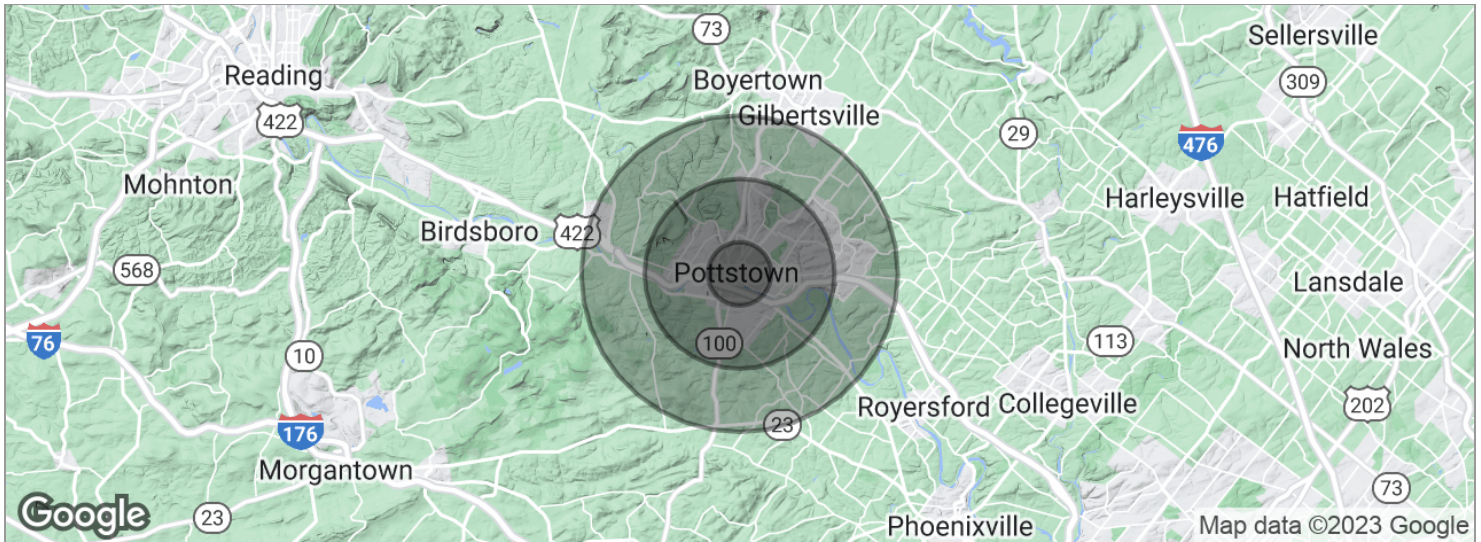 73
Sellersville
Reading
Boyertown
309
422
Gilbertsville
29
476
Mohnton
Harleysville
Hatfield
Birdsboro
422
568
Pottstown
Lansdale
76
10
100
113
North Wales
Royersford
Collegeville
202
176
23
Morgantown
73
Google
23
Phoenixville
Map data ©2023 Google